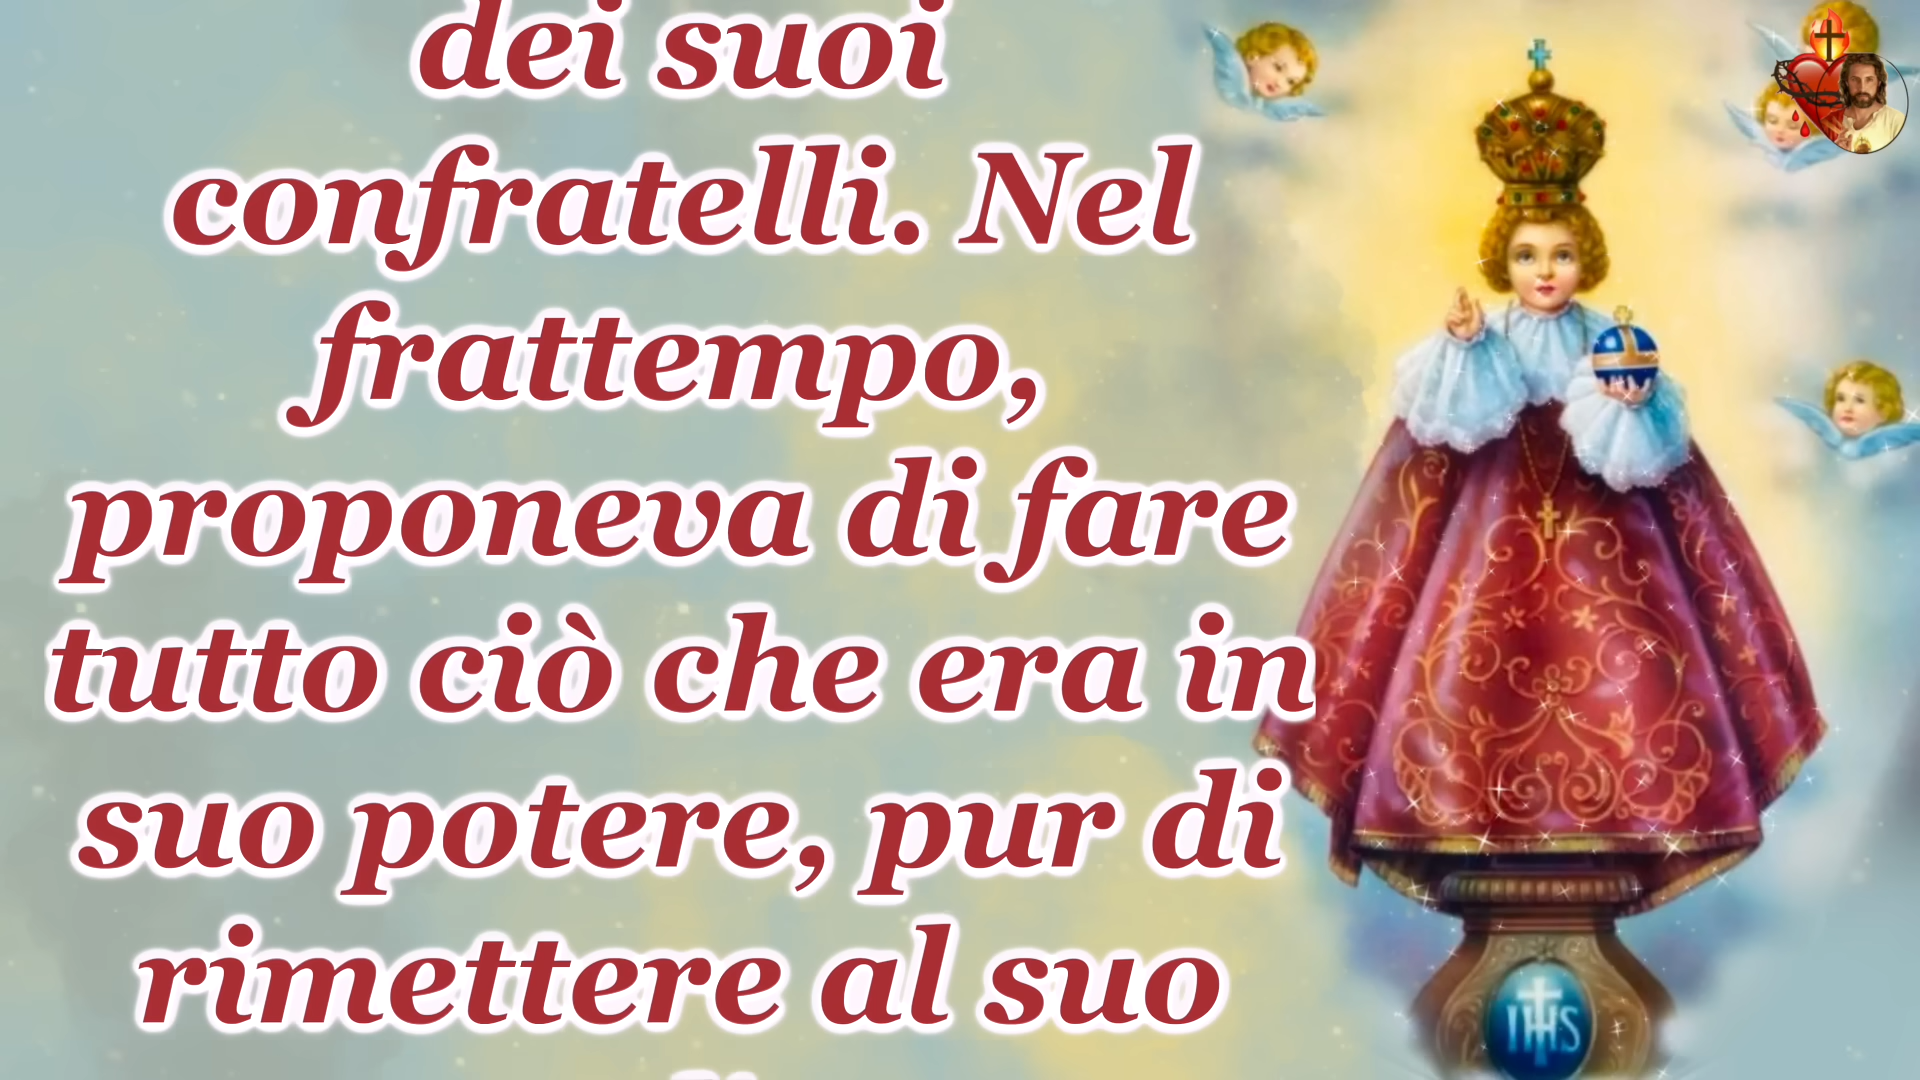 dei suoi
confratelli. Nel
frattempo,
proponeva di fare
tutto ciò che era in
suo potere, pur di
rimettere al suo
IHS